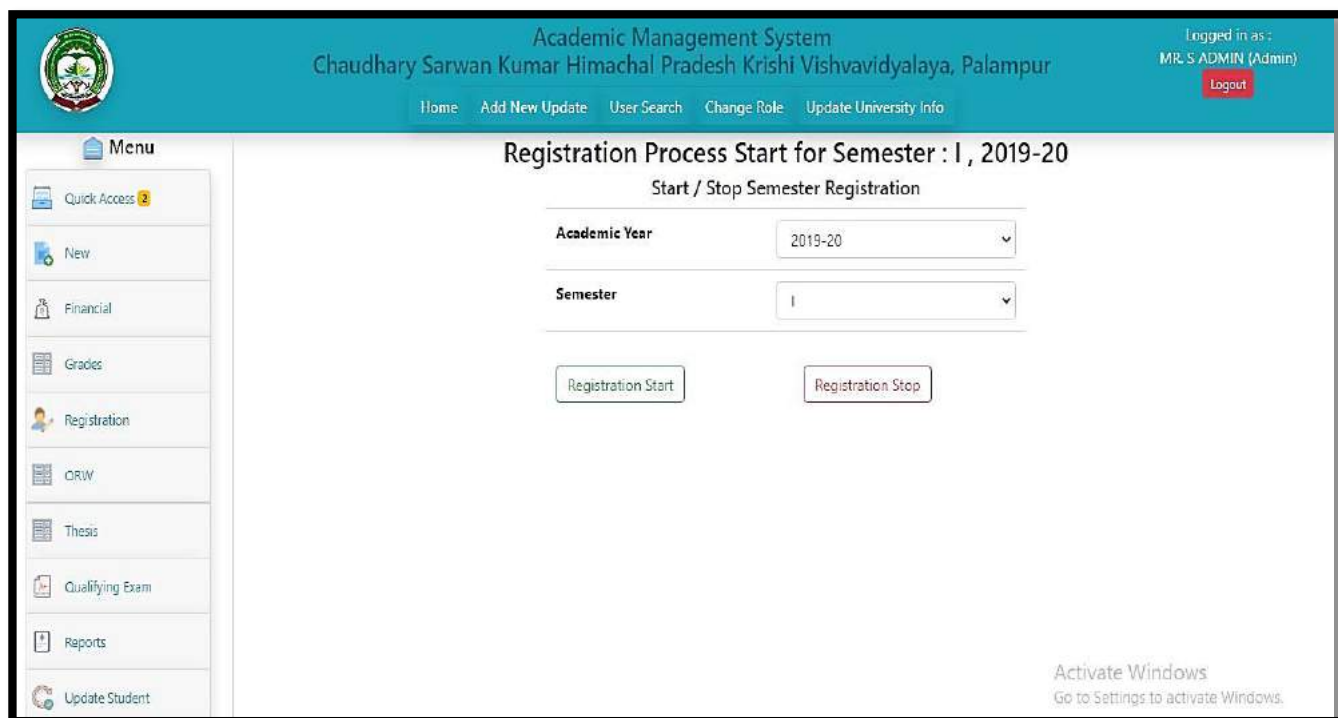 Academic Management System
Chaudhary Sarwan Kumar Himachal Pradesh Krishi Vishvavidyalaya, Palampur
Logged in as :
MR. S ADMIN (Admin)
Logout
Home Add New Update User Search Change Role Update University Info
Menu
Quick Access 2
New
Financial
Grades
Registration
ORW
Thesis
Qualifying Exam
Reports
Update Student
Registration Process Start for Semester : I , 2019-20
Start / Stop Semester Registration
Academic Year 2019-20
Semester I
Registration Start Registration Stop
Activate Windows
Go to Settings to activate Windows.